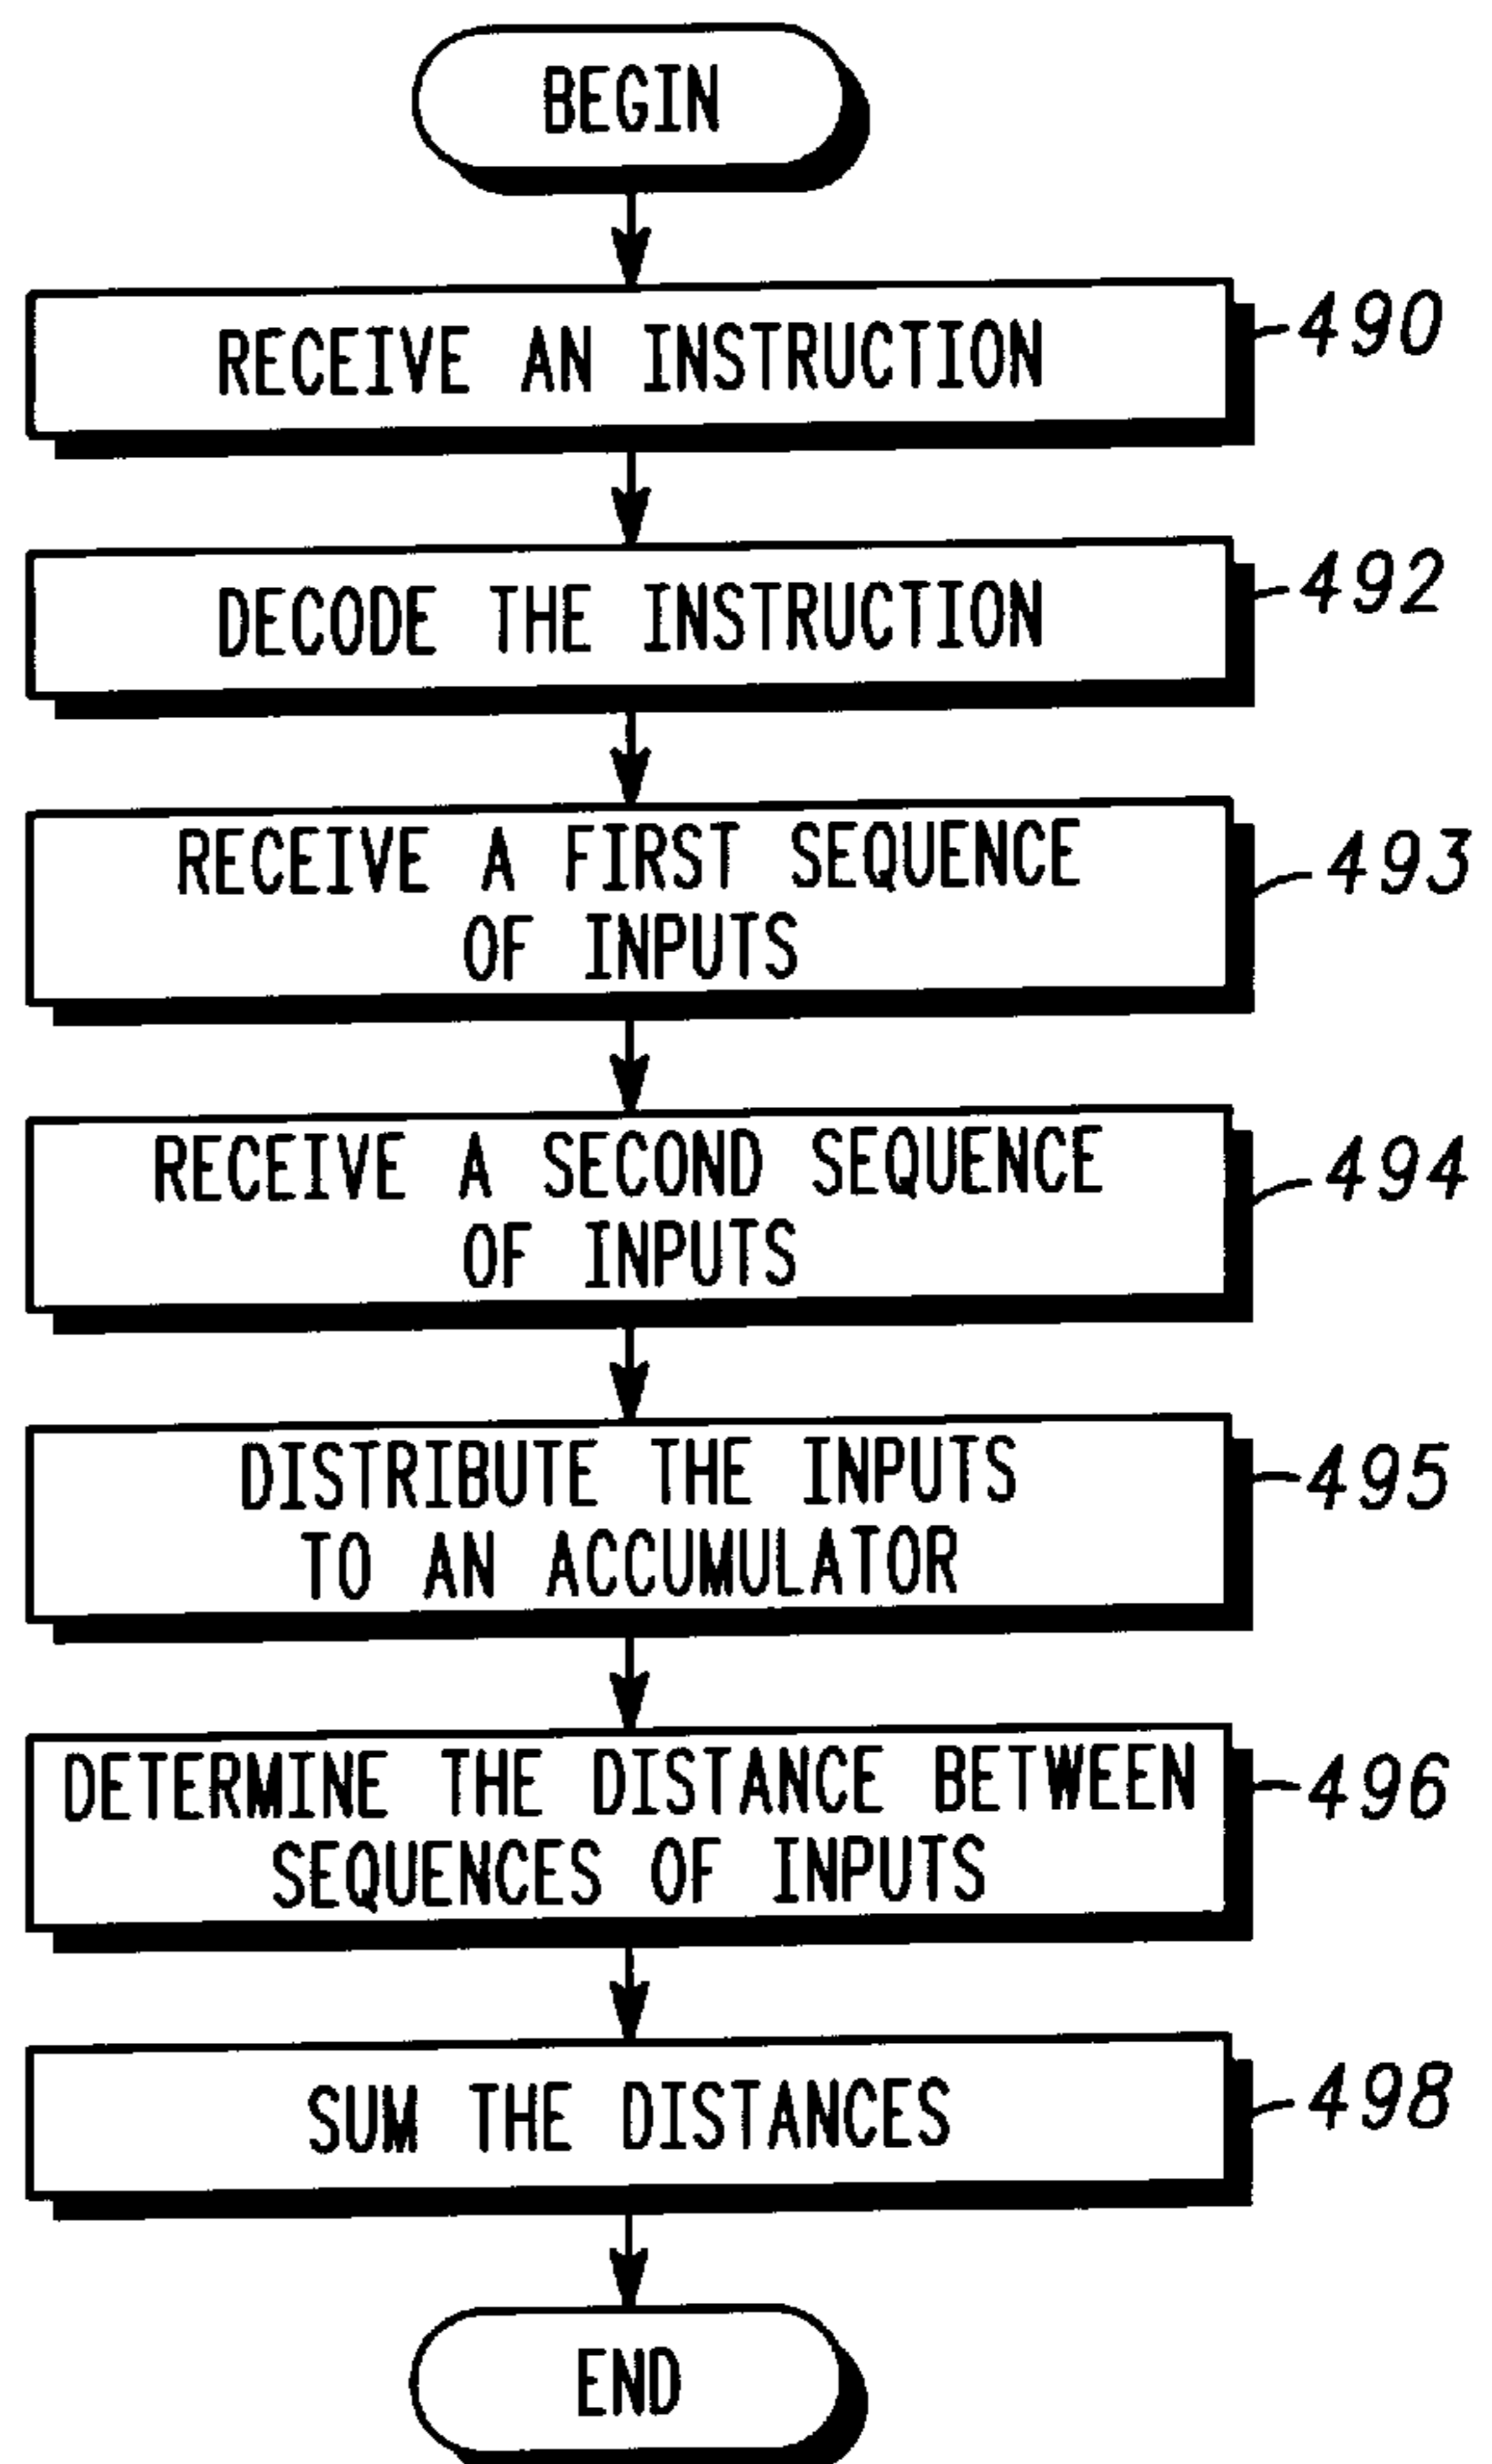 BEGIN
RECEIVE AN INSTRUCTION
490
DECODE THE INSTRUCTION
492
RECEIVE A FIRST SEQUENCE
OF INPUTS
493
RECEIVE A SECOND SEQUENCE
OF INPUTS
494
DISTRIBUTE THE INPUTS
TO AN ACCUMULATOR
495
DETERMINE THE DISTANCE BETWEEN
SEQUENCES OF INPUTS
496
SUM THE DISTANCES
498
END